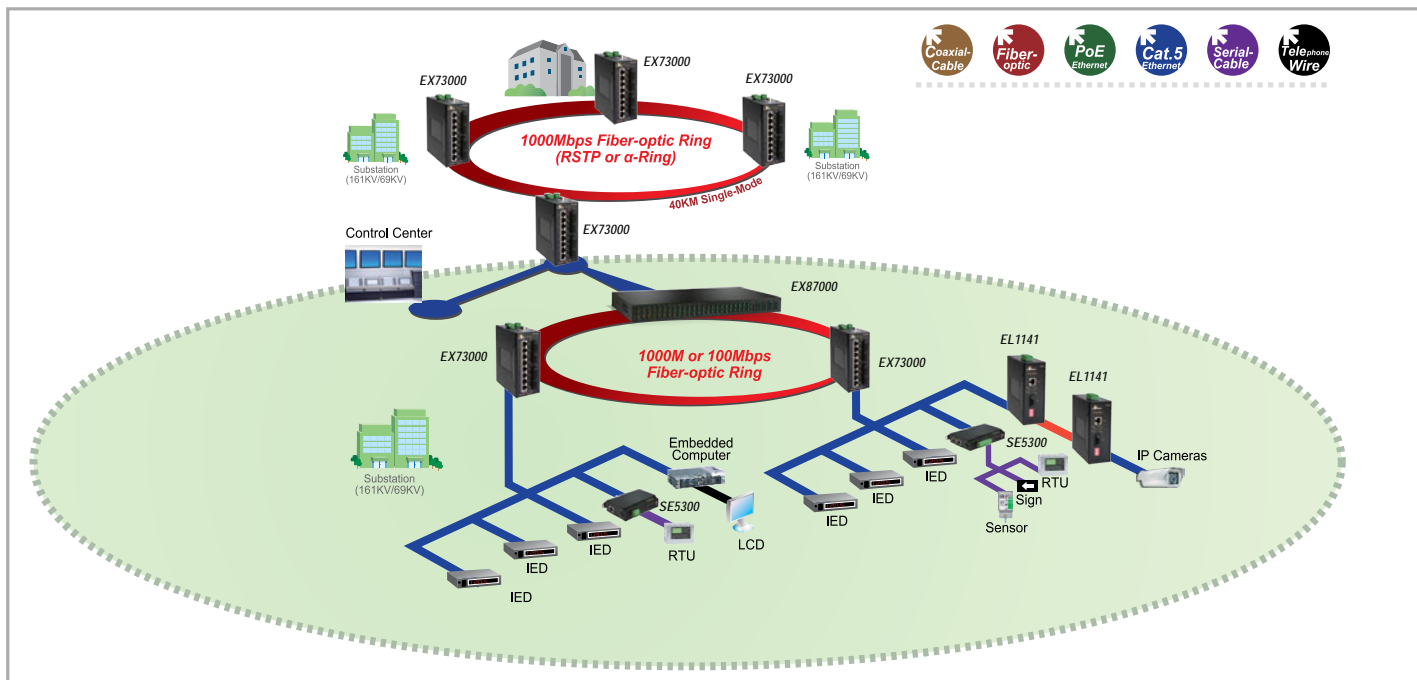 Coaxial-
Cable
Fiber-
optic
PoE
Ethernet
Cat.5
Ethernet
Serial-
Cable
Telephone
Wire
EX73000
EX73000
EX73000
1000Mbps Fiber-optic Ring
(RSTP or α-Ring)
Substation
(161KV/69KV)
Substation
(161KV/69KV)
40KM Single-Mode
EX73000
Control Center
EX87000
EX73000
1000M or 100Mbps
Fiber-optic Ring
EX73000
EL1141
EL1141
Substation
(161KV/69KV)
Embedded
Computer
SE5300
IP Cameras
RTU
Sign
Sensor
IED
IED
IED
SE5300
LCD
RTU
IED
IED
IED